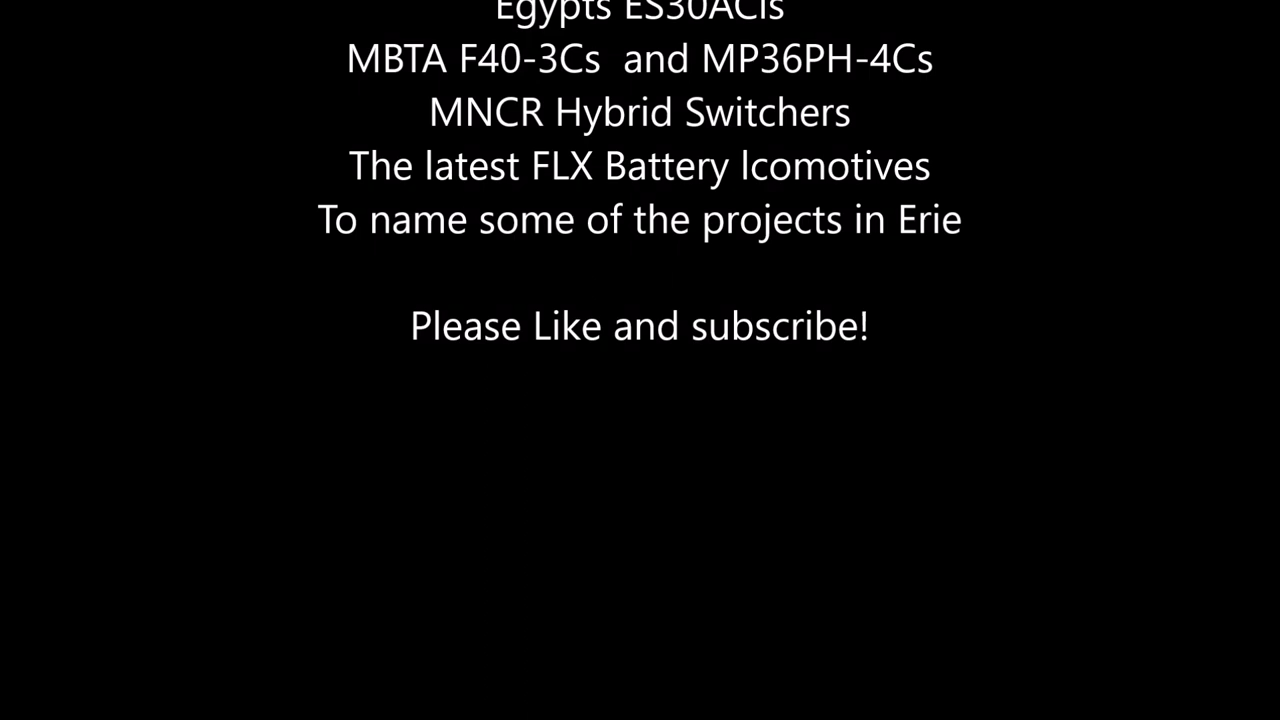 Egypts ES30ACis
MBTA F40-3Cs  and MP36PH-4Cs
MNCR Hybrid Switchers
The latest FLX Battery lcomotives
To name some of the projects in Erie
Please Like and subscribe!